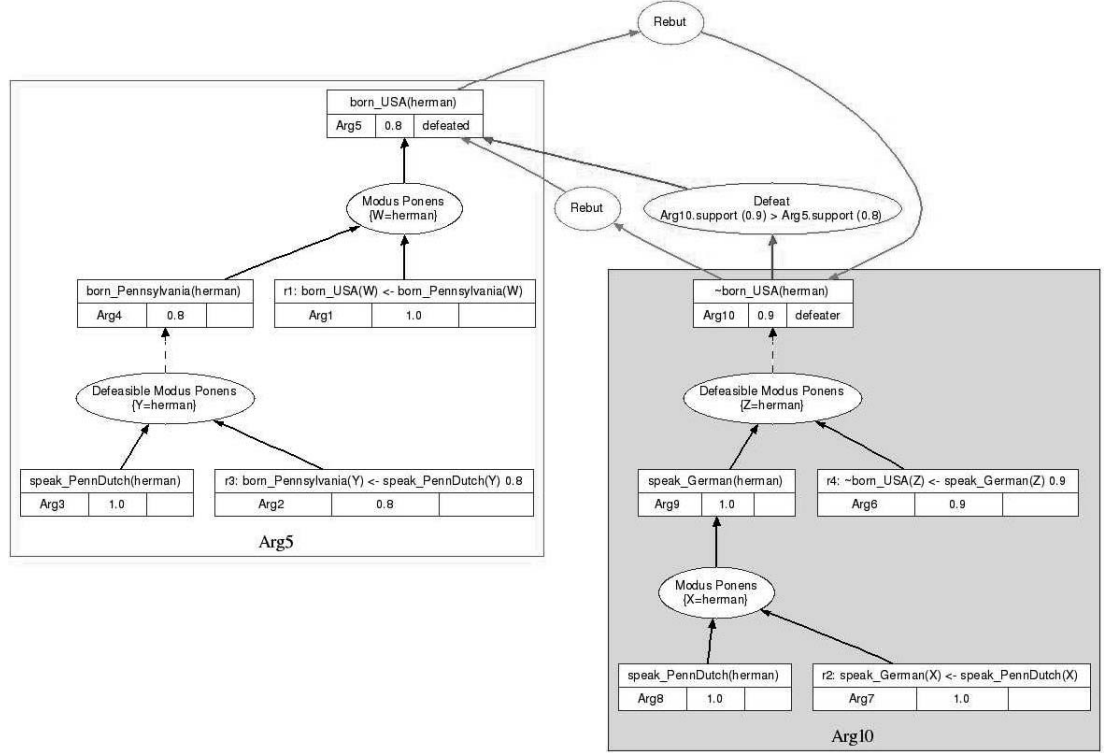 Rebut
born_USA(herman)
Arg5 0.8 defeated
Modus Ponens
{W=herman}
Rebut
Defeat
Arg10.support (0.9) > Arg5.support (0.8)
born_Pennsylvania(herman)
Arg4 0.8
r1: born_USA(W) <- born_Pennsylvania(W)
Arg1 1.0
~born_USA(herman)
Arg10 0.9 defeater
Defeasible Modus Ponens
{Y=herman}
Defeasible Modus Ponens
{Z=herman}
speak_PennDutch(herman)
Arg3 1.0
r3: born_Pennsylvania(Y) <- speak_PennDutch(Y) 0.8
Arg2 0.8
speak_German(herman)
Arg9 1.0
r4: ~born_USA(Z) <- speak_German(Z) 0.9
Arg6 0.9
Arg5
Modus Ponens
{X=herman}
speak_PennDutch(herman)
Arg8 1.0
r2: speak_German(X) <- speak_PennDutch(X)
Arg7 1.0
Arg10